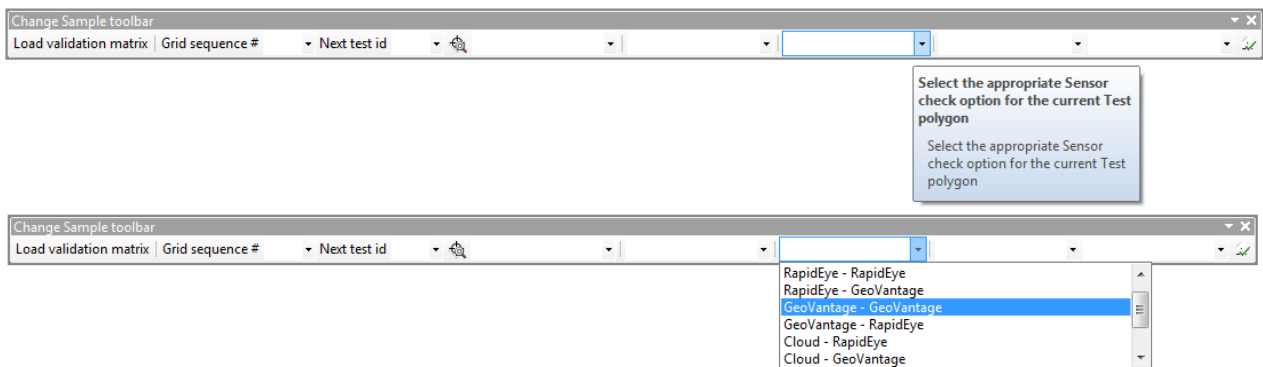 Change Sample toolbar
Load validation matrix Grid sequence # Next test id
Select the appropriate Sensor
check option for the current Test
polygon
Select the appropriate Sensor
check option for the current Test
polygon
Change Sample toolbar
Load validation matrix Grid sequence # Next test id
RapidEye - RapidEye
RapidEye - GeoVantage
GeoVantage - GeoVantage
GeoVantage - RapidEye
Cloud - RapidEye
Cloud - GeoVantage